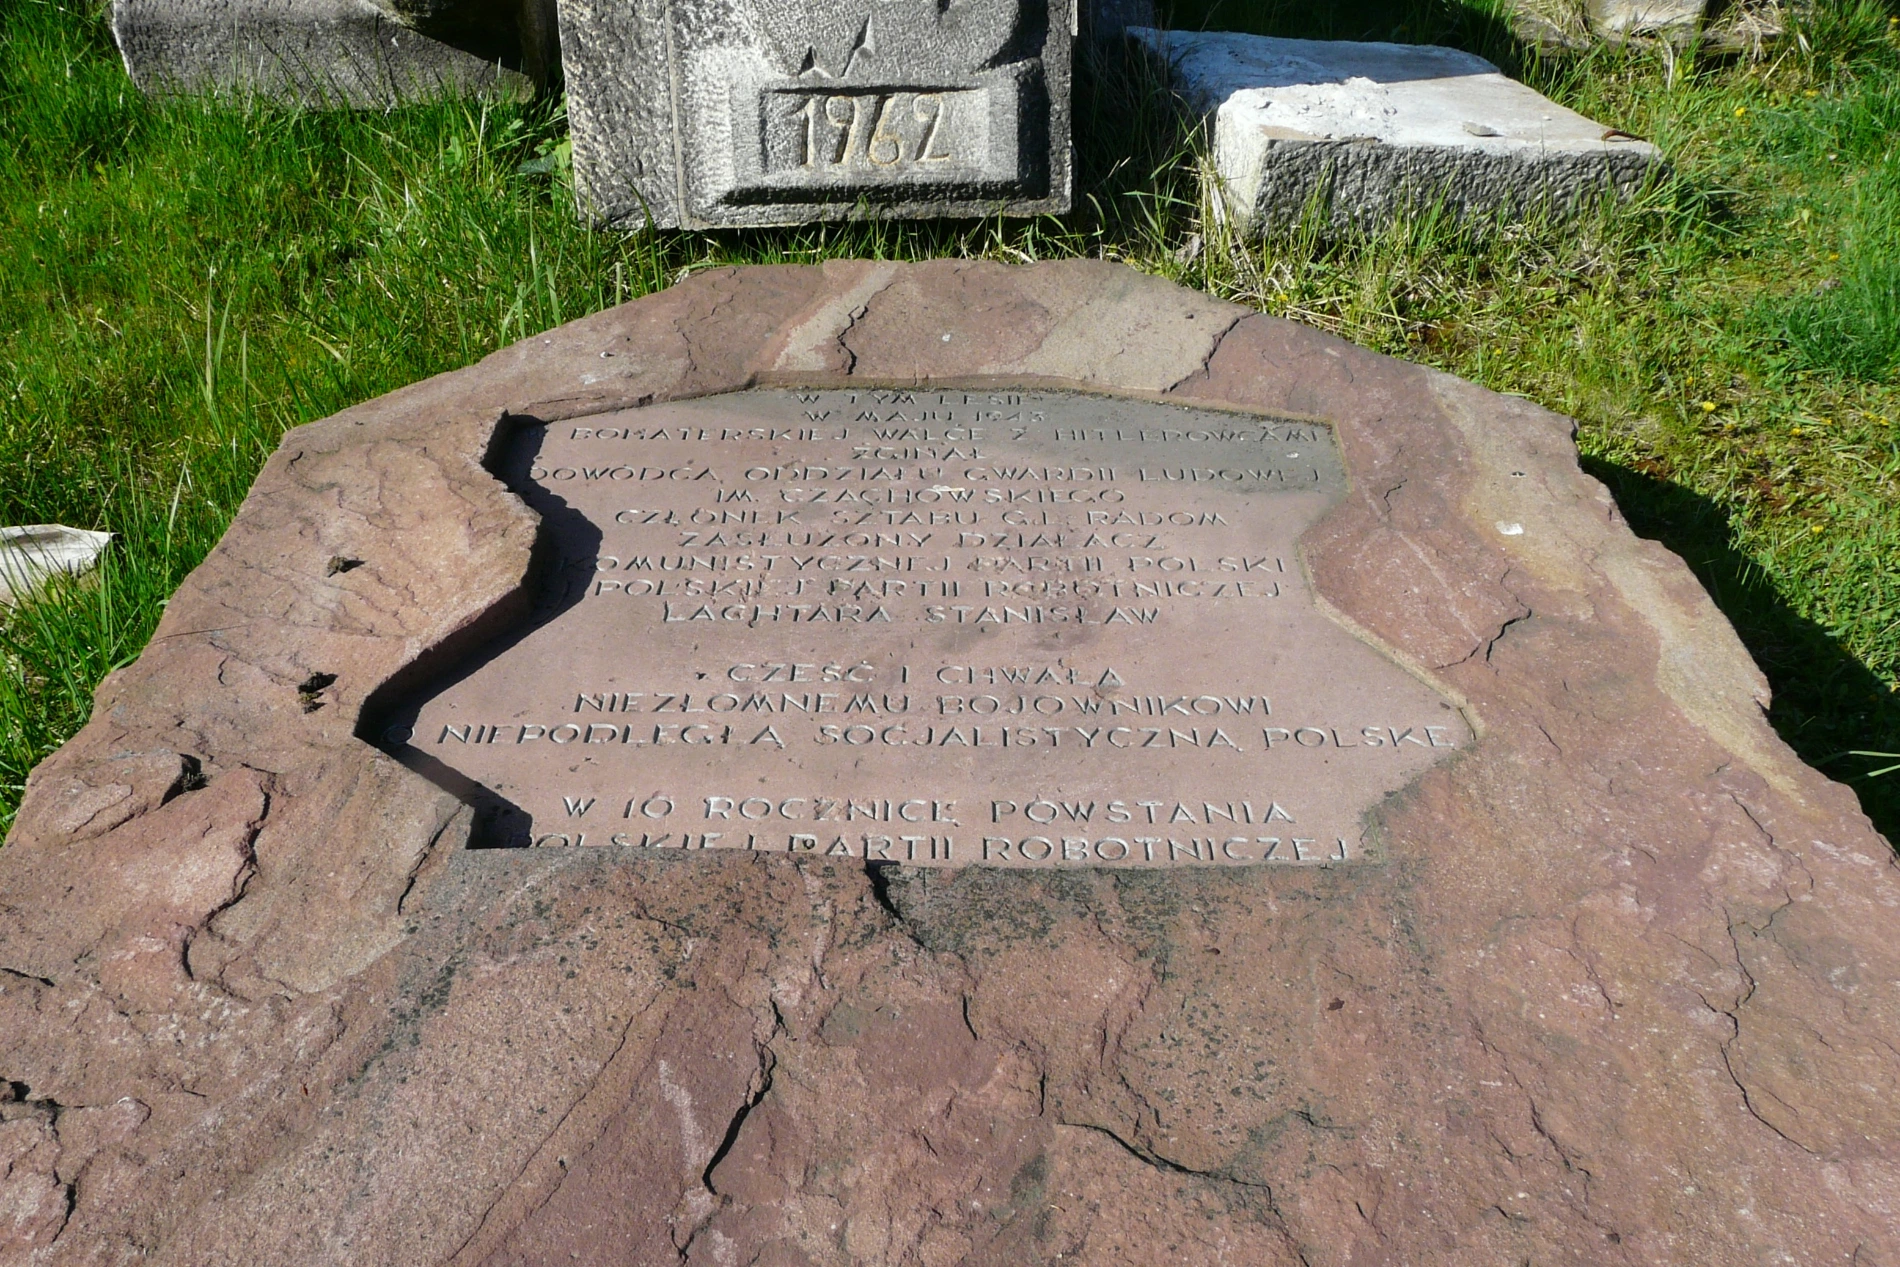 1962
W TYM LESIE
W MAJU 1943
BOHATERSKIEJ WALCE Z HITLEROWCAMI
ZGINĄŁ
DOWÓDCA ODDZIAŁU GWARDII LUDOWEJ
IM. CZACHOWSKIEGO
CZŁONEK SZTABU G.L. RADOM
ZASŁUŻONY DZIAŁACZ
KOMUNISTYCZNEJ PARTII POLSKI
I POLSKIEJ PARTII ROBOTNICZEJ
ŁACHTARA STANISŁAW
CZEŚĆ I CHWAŁA
NIEZŁOMNEMU BOJOWNIKOWI
O NIEPODLEGŁĄ SOCJALISTYCZNĄ POLSKĘ
W 10 ROCZNICĘ POWSTANIA
POLSKIEJ PARTII ROBOTNICZEJ